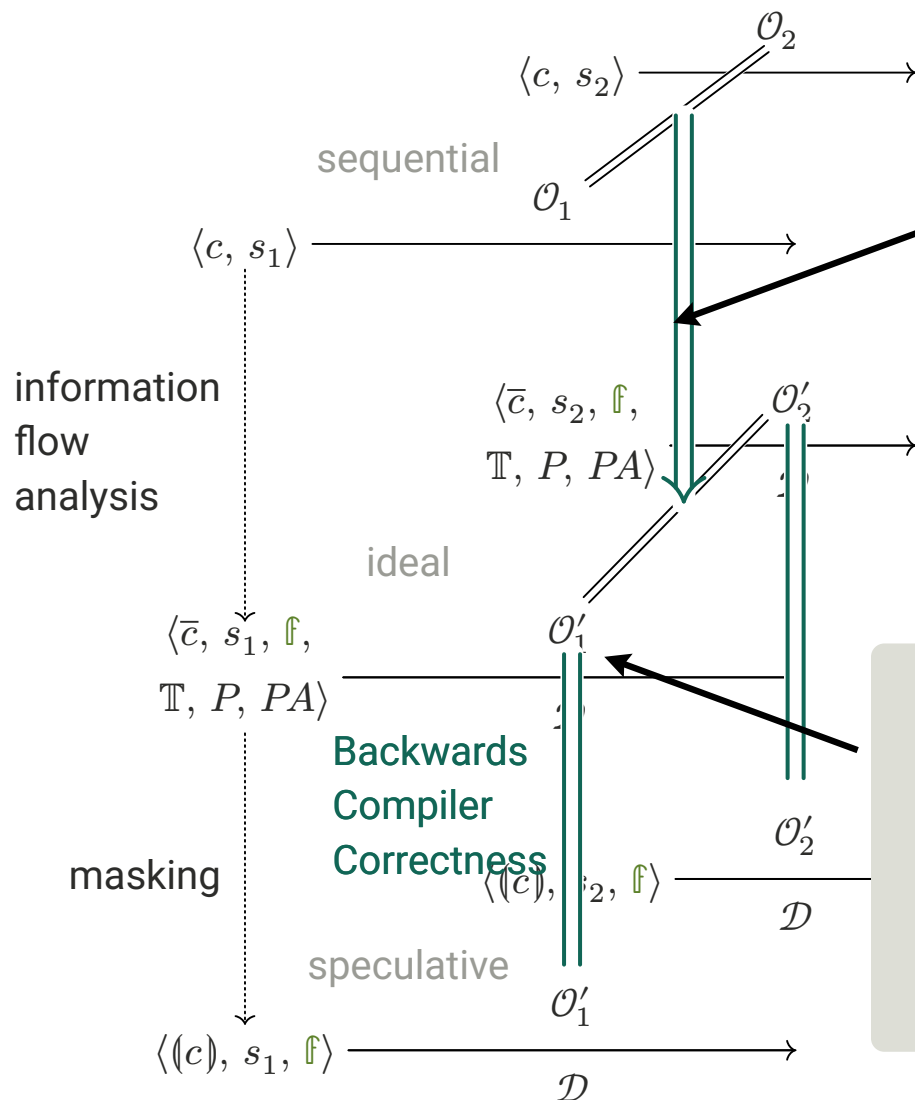 𝒪₂
⟨c, s₂⟩
sequential
𝒪₁
⟨c, s₁⟩
information
flow
analysis
⟨c̅, s₂, 𝕗,
𝕋, P, PA⟩
𝒪′₂
ideal
⟨c̅, s₁, 𝕗,
𝕋, P, PA⟩
𝒪′₁
Backwards
Compiler
Correctness
𝒪′₂
masking
⟨⦇c⦈, s₂, 𝕗⟩
𝒟
speculative
𝒪′₁
⟨⦇c⦈, s₁, 𝕗⟩
𝒟